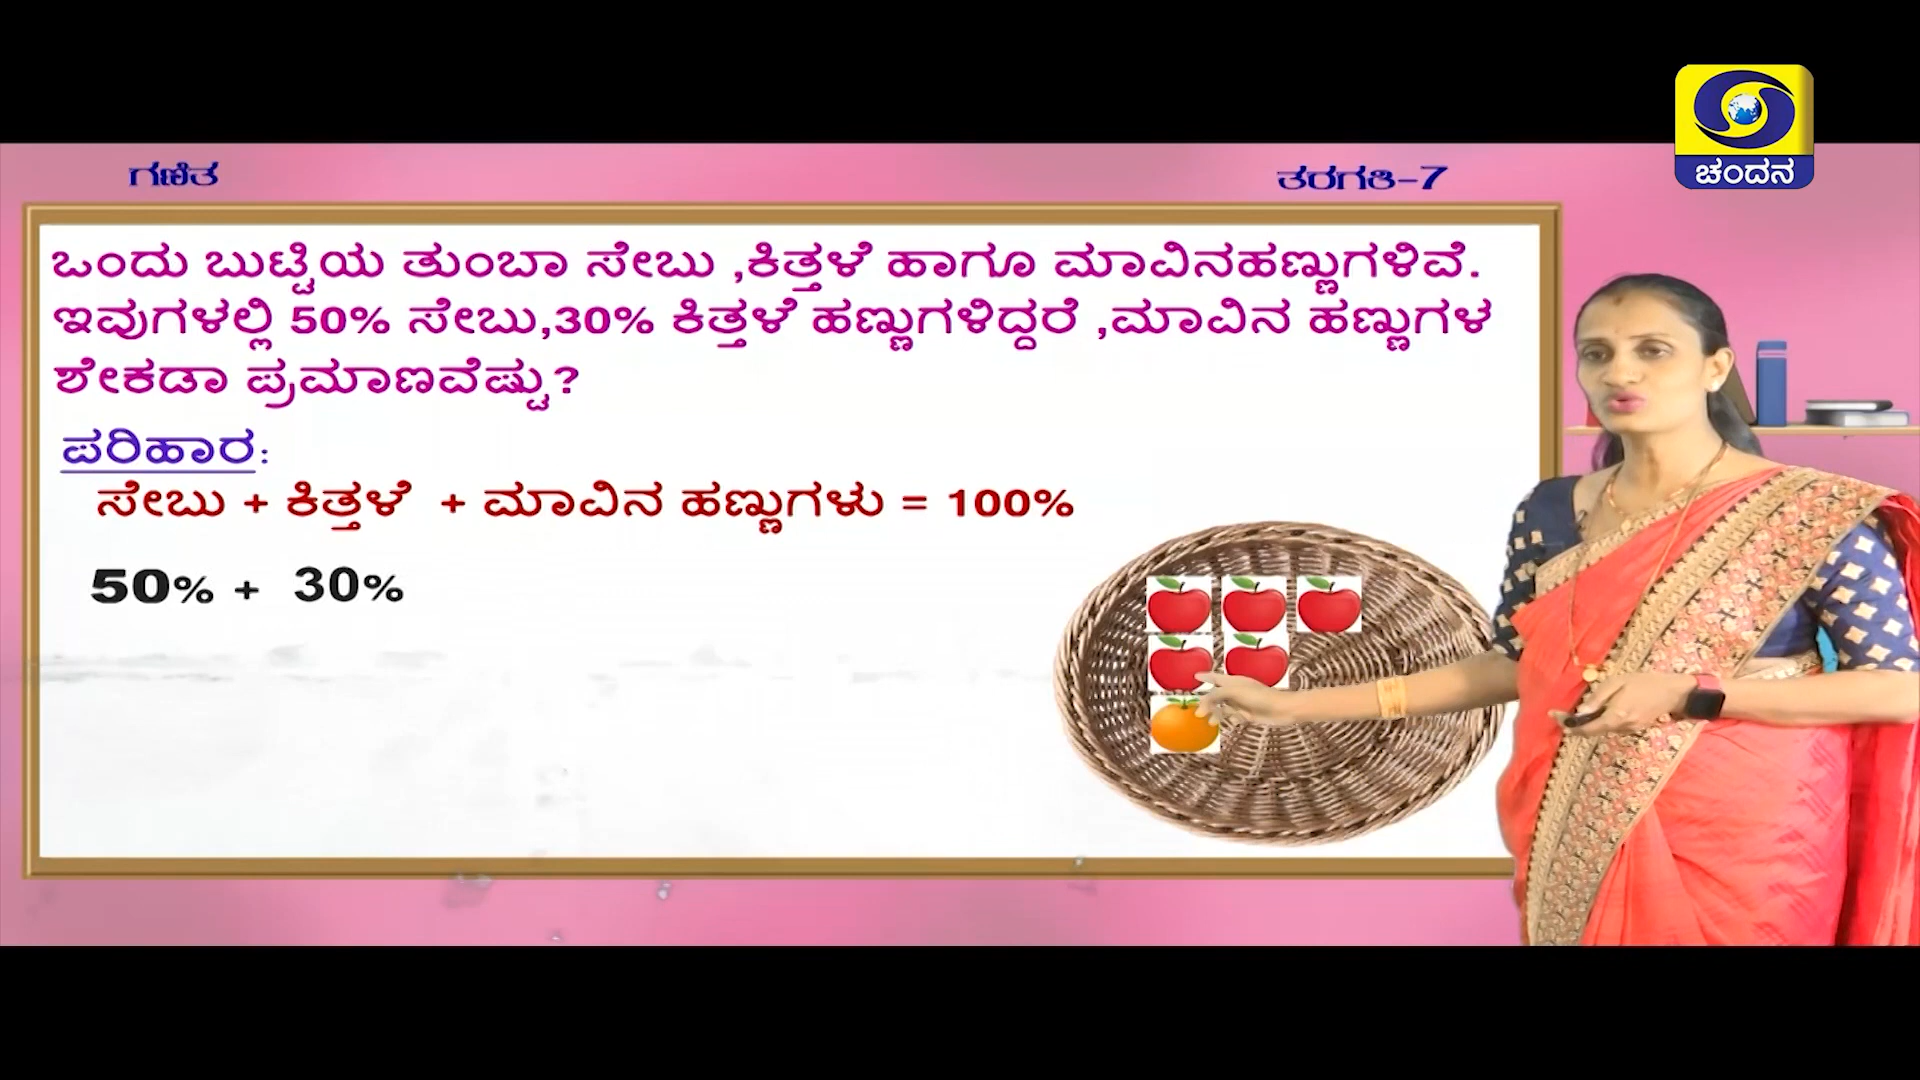 ಚಂದನ
ಗಣಿತ
ತರಗತಿ-7
ಒಂದು ಬುಟ್ಟಿಯ ತುಂಬಾ ಸೇಬು ,ಕಿತ್ತಳೆ ಹಾಗೂ ಮಾವಿನಹಣ್ಣುಗಳಿವೆ.
ಇವುಗಳಲ್ಲಿ 50% ಸೇಬು,30% ಕಿತ್ತಳೆ ಹಣ್ಣುಗಳಿದ್ದರೆ ,ಮಾವಿನ ಹಣ್ಣುಗಳ
ಶೇಕಡಾ ಪ್ರಮಾಣವೆಷ್ಟು?
ಪರಿಹಾರ:
ಸೇಬು + ಕಿತ್ತಳೆ + ಮಾವಿನ ಹಣ್ಣುಗಳು = 100%
50% + 30%